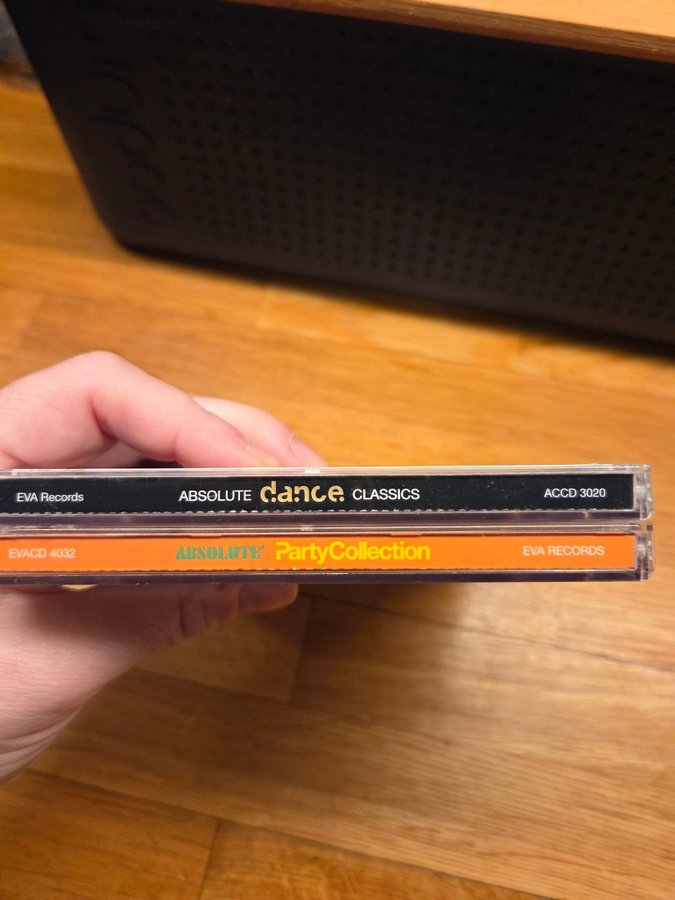 EVA Records ABSOLUTE dance CLASSICS ACCD 3020
EVACD 4032 ABSOLUTE PartyCollection EVA RECORDS